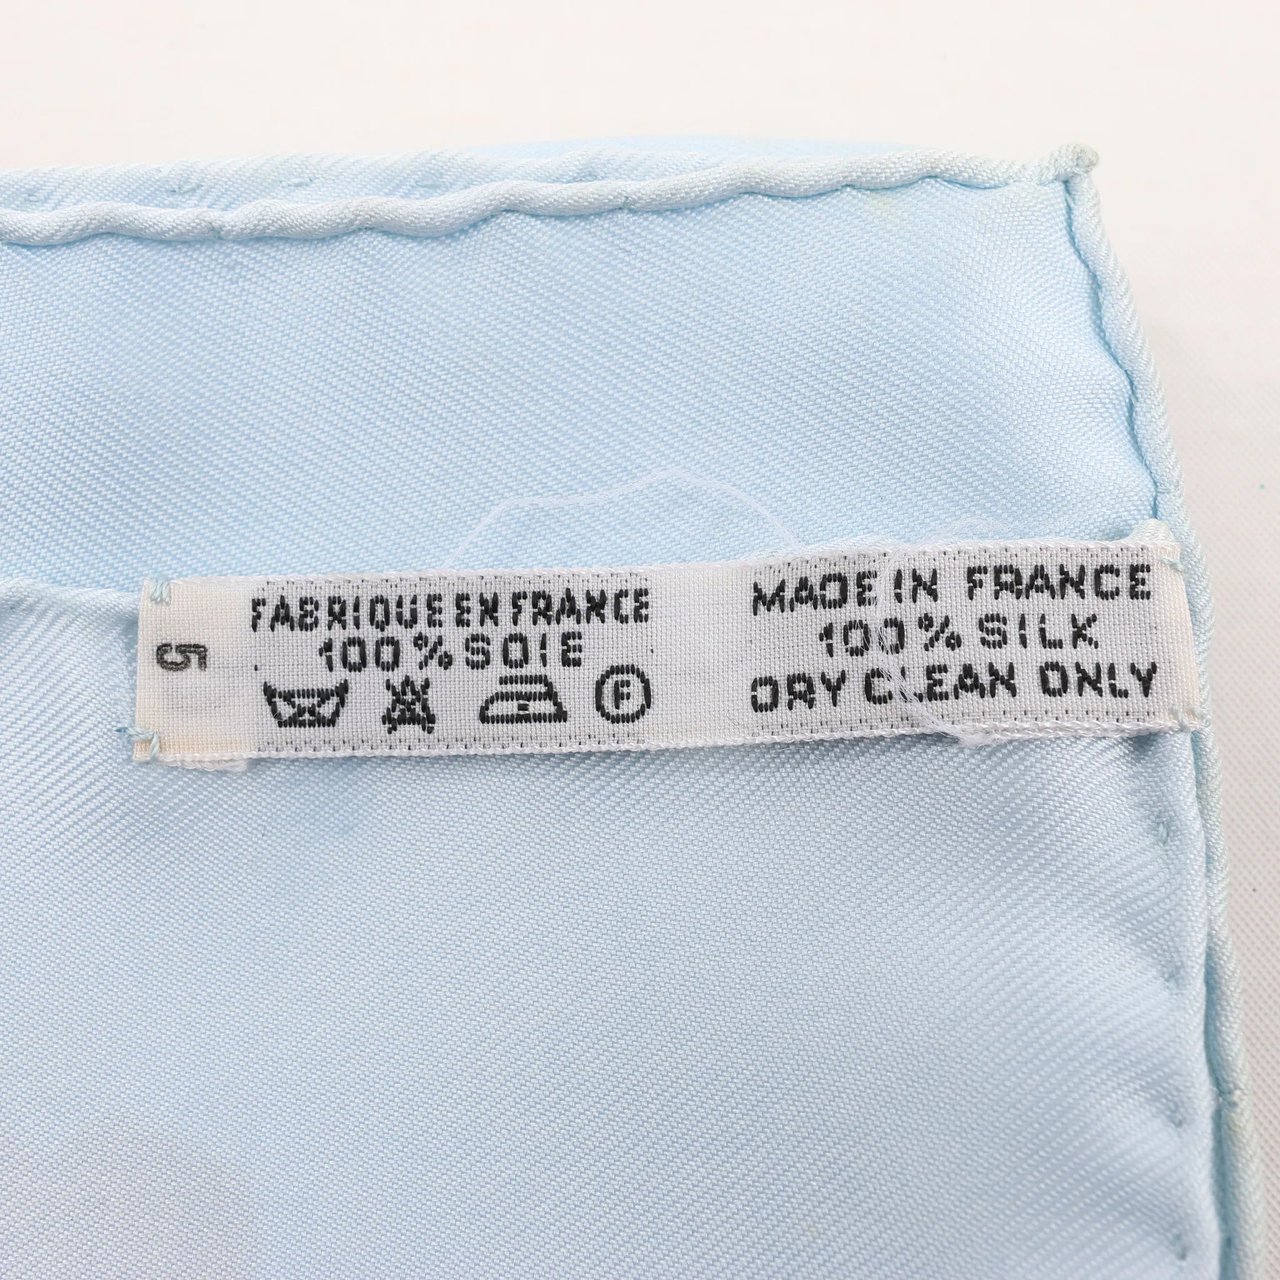 5
FABRIQUE EN FRANCE
100% SOIE
F
MADE IN FRANCE
100% SILK
DRY CLEAN ONLY